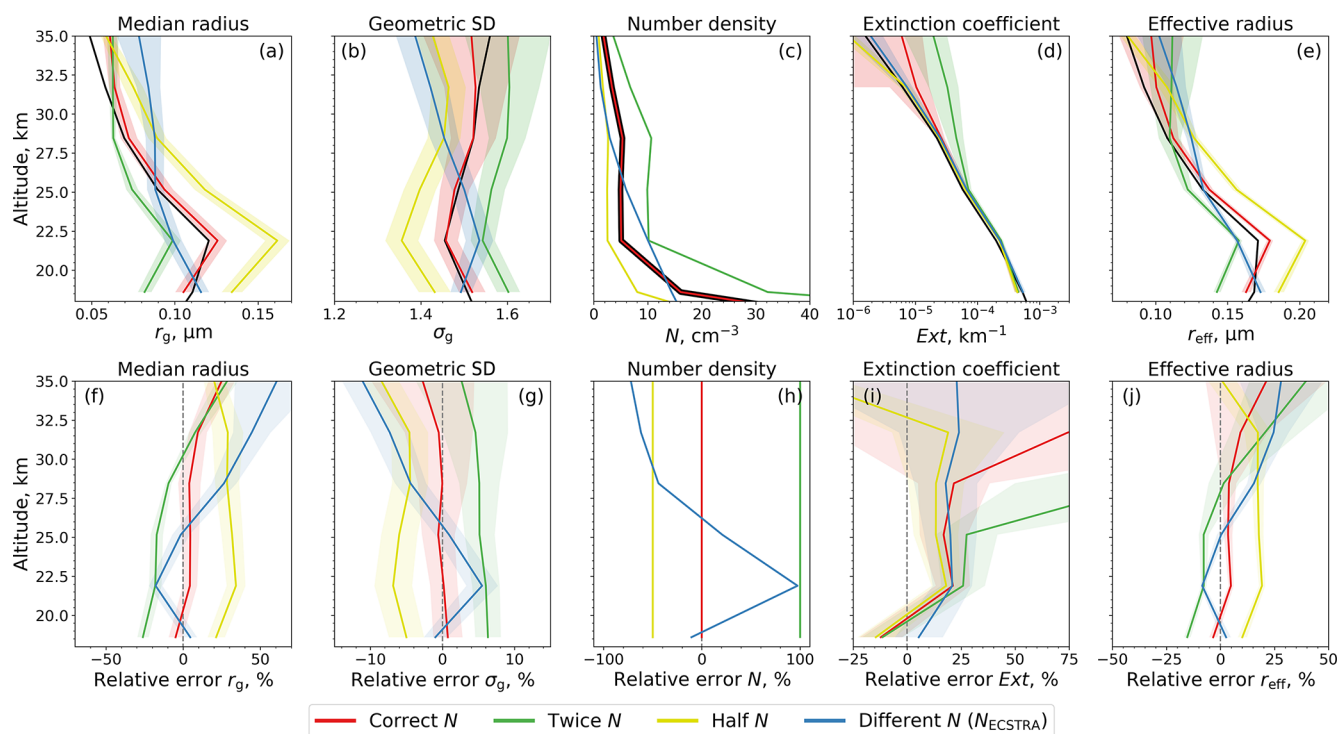 Median radius
Geometric SD
Number density
Extinction coefficient
Effective radius
(a)
(b)
(c)
(d)
(e)
Altitude, km
35.0
32.5
30.0
27.5
25.0
22.5
20.0
0.05 0.10 0.15
1.2 1.4 1.6
0 10 20 30 40
10⁻⁶ 10⁻⁵ 10⁻⁴ 10⁻³
0.10 0.15 0.20
r_g, μm
σ_g
N, cm⁻³
Ext, km⁻¹
r_eff, μm
Median radius
Geometric SD
Number density
Extinction coefficient
Effective radius
(f)
(g)
(h)
(i)
(j)
Altitude, km
35.0
32.5
30.0
27.5
25.0
22.5
20.0
−50 0 50
−10 0 10
−100 0 100
−25 0 25 50 75
−50 −25 0 25 50
Relative error r_g, %
Relative error σ_g, %
Relative error N, %
Relative error Ext, %
Relative error r_eff, %
Correct N
Twice N
Half N
Different N (N_ECSTRA)